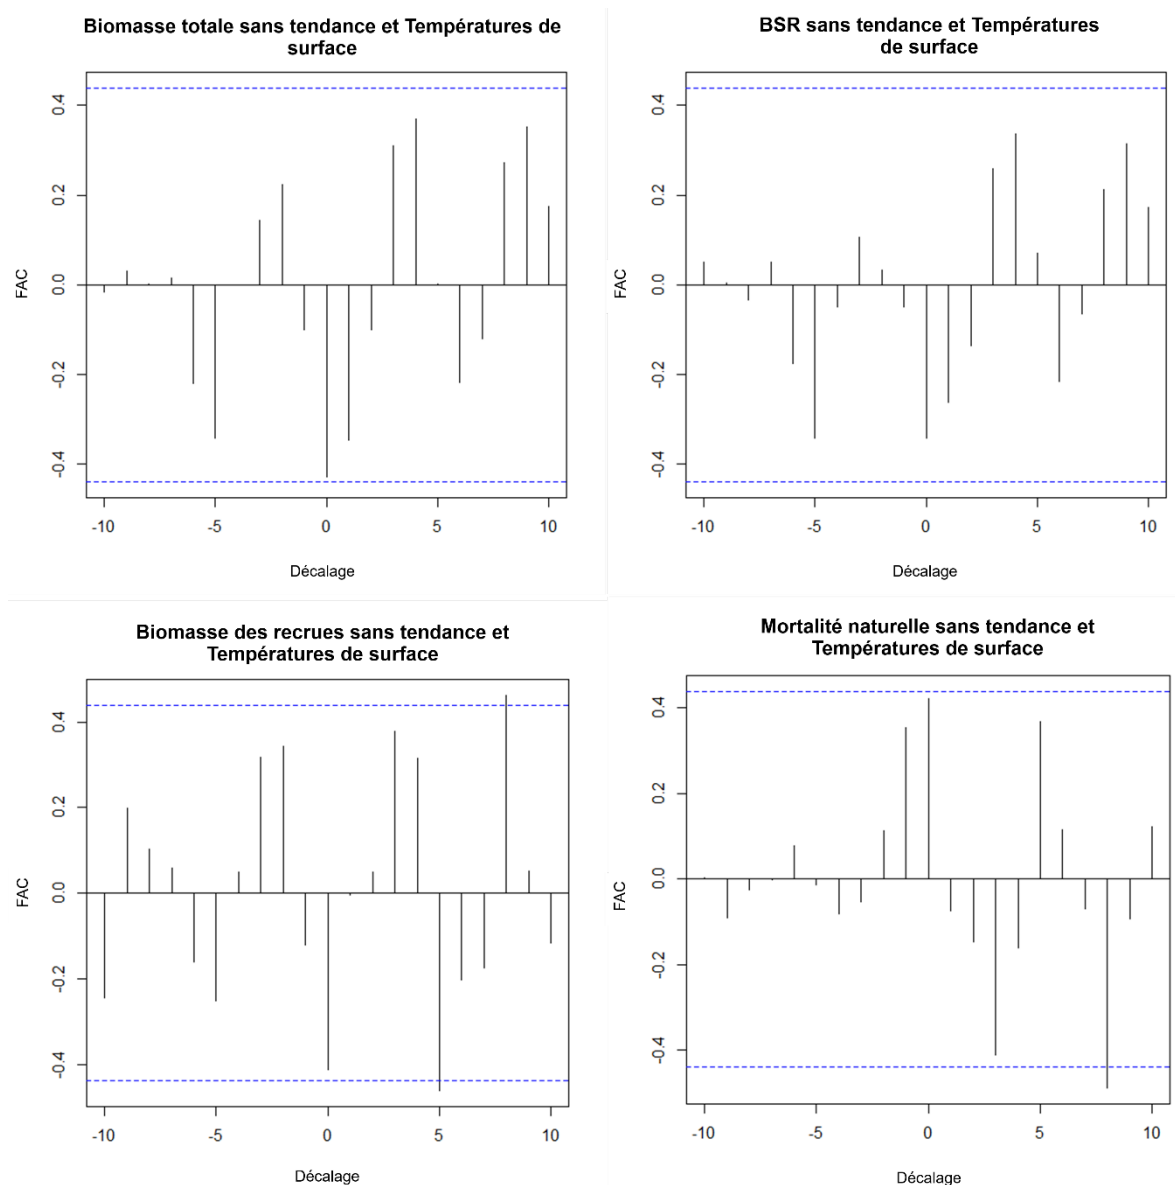 Biomasse totale sans tendance et Températures de
surface
FAC
0.4
0.2
0.0
-0.2
-0.4
-10
-5
0
5
10
Décalage
BSR sans tendance et Températures
de surface
FAC
0.4
0.2
0.0
-0.2
-0.4
-10
-5
0
5
10
Décalage
Biomasse des recrues sans tendance et
Températures de surface
FAC
0.4
0.2
0.0
-0.2
-0.4
-10
-5
0
5
10
Décalage
Mortalité naturelle sans tendance et
Températures de surface
FAC
0.4
0.2
0.0
-0.2
-0.4
-10
-5
0
5
10
Décalage